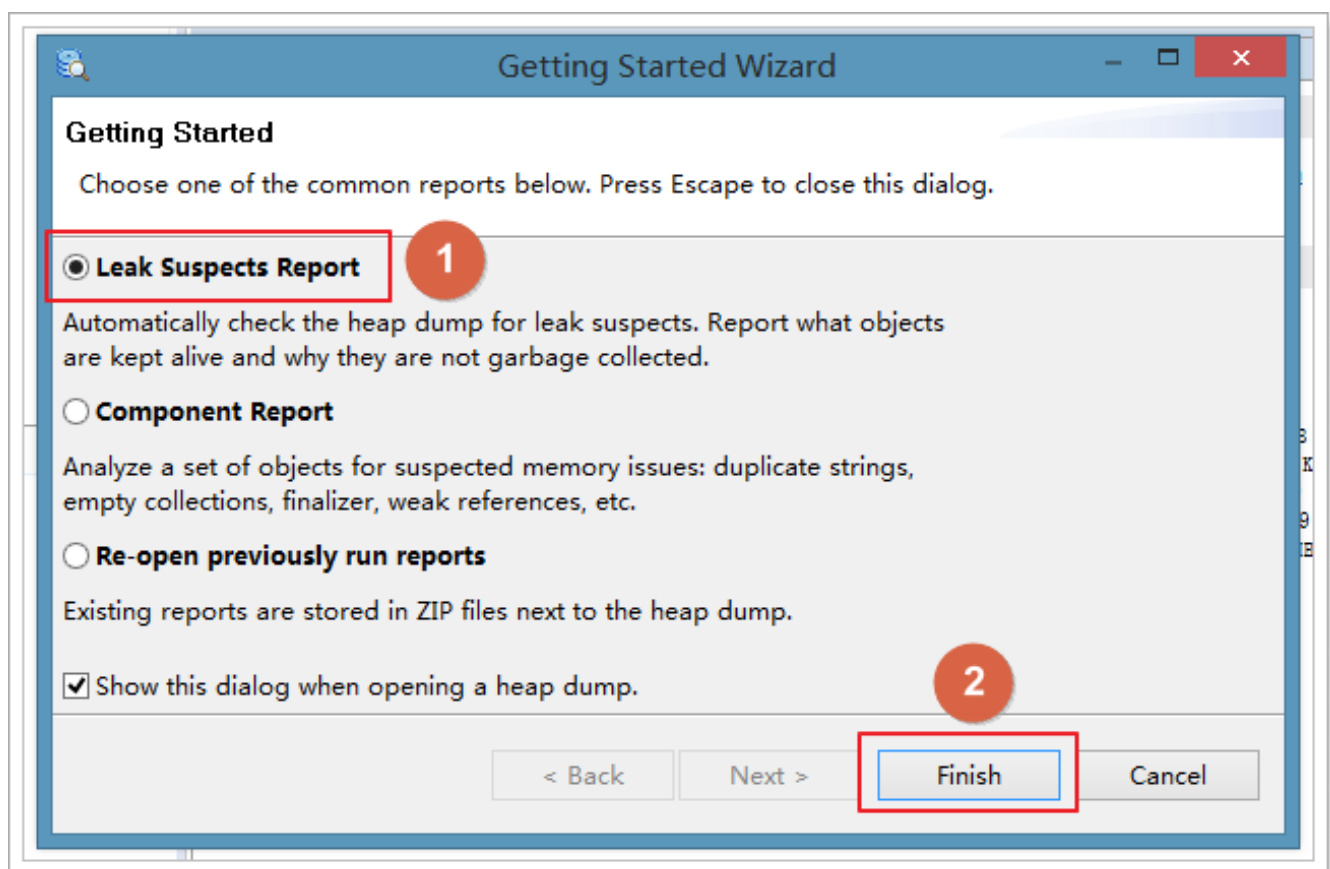 Getting Started Wizard
Getting Started
Choose one of the common reports below. Press Escape to close this dialog.
Leak Suspects Report
1
Automatically check the heap dump for leak suspects. Report what objects
are kept alive and why they are not garbage collected.
Component Report
Analyze a set of objects for suspected memory issues: duplicate strings,
empty collections, finalizer, weak references, etc.
Re-open previously run reports
Existing reports are stored in ZIP files next to the heap dump.
Show this dialog when opening a heap dump.
2
< Back
Next >
Finish
Cancel